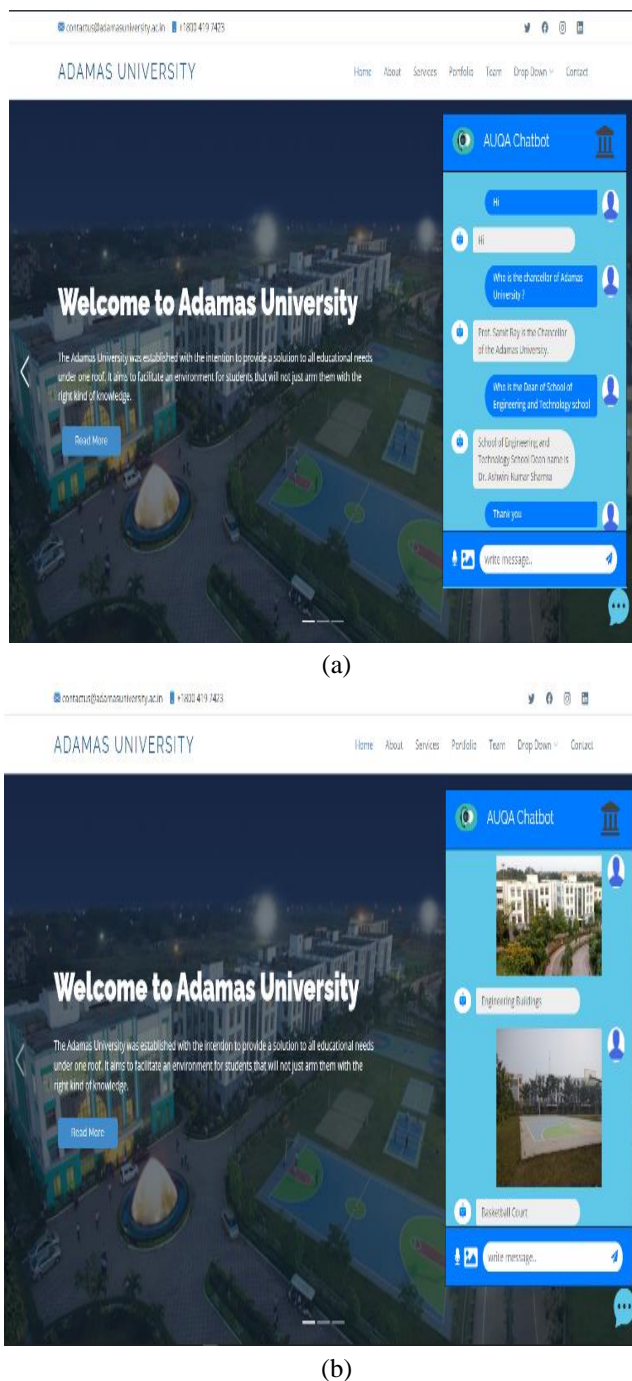 contactus@adamasuniversity.ac.in +1800 419 7423
ADAMAS UNIVERSITY
Home About Services Portfolio Team Drop Down Contact
AUQA Chatbot
Hi
Hi
Who is the chancellor of Adamas
University ?
Prof. Samit Ray is the Chancellor
of the Adamas University.
Who is the Dean of School of
Engineering and Technology school
School of Engineering and
Technology School Dean name is
Dr. Ashwini Kumar Sharma
Thank you
write message..
Welcome to Adamas University
The Adamas University was established with the intention to provide a solution to all educational needs
under one roof. It aims to facilitate an environment for students that will not just arm them with the
right kind of knowledge.
Read More
(a)
contactus@adamasuniversity.ac.in +1800 419 7423
ADAMAS UNIVERSITY
Home About Services Portfolio Team Drop Down Contact
AUQA Chatbot
Engineering Buildings
Basketball Court
write message..
Welcome to Adamas University
The Adamas University was established with the intention to provide a solution to all educational needs
under one roof. It aims to facilitate an environment for students that will not just arm them with the
right kind of knowledge.
Read More
(b)